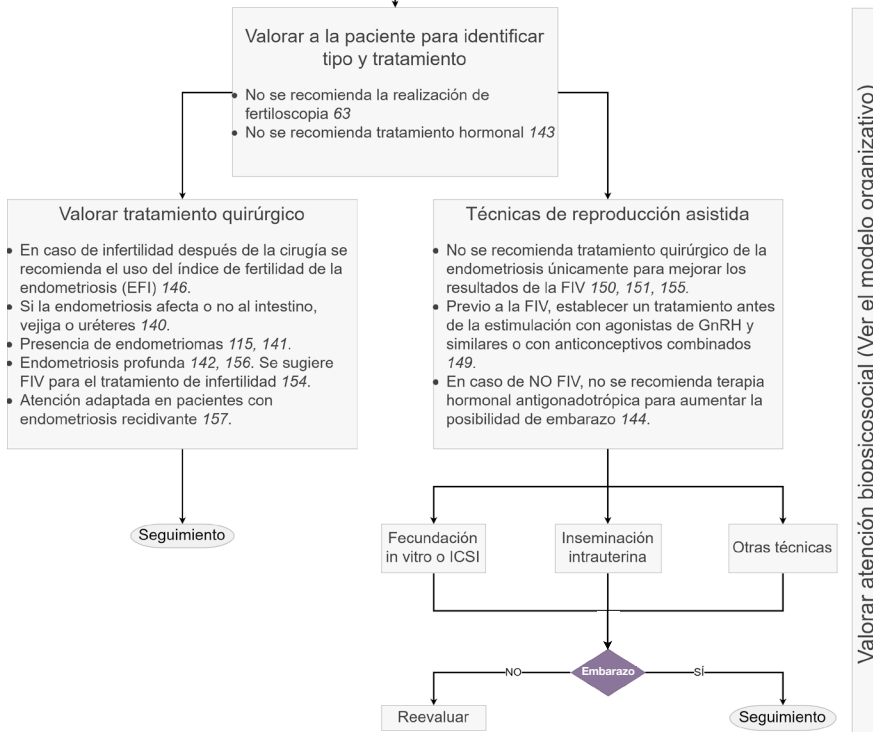 Valorar a la paciente para identificar
tipo y tratamiento
No se recomienda la realización de
fertiloscopia 63
No se recomienda tratamiento hormonal 143
Valorar tratamiento quirúrgico
En caso de infertilidad después de la cirugía se
recomienda el uso del índice de fertilidad de la
endometriosis (EFI) 146.
Si la endometriosis afecta o no al intestino,
vejiga o uréteres 140.
Presencia de endometriomas 115, 141.
Endometriosis profunda 142, 156. Se sugiere
FIV para el tratamiento de infertilidad 154.
Atención adaptada en pacientes con
endometriosis recidivante 157.
Seguimiento
Técnicas de reproducción asistida
No se recomienda tratamiento quirúrgico de la
endometriosis únicamente para mejorar los
resultados de la FIV 150, 151, 155.
Previo a la FIV, establecer un tratamiento antes
de la estimulación con agonistas de GnRH y
similares o con anticonceptivos combinados
149.
En caso de NO FIV, no se recomienda terapia
hormonal antigonadotrópica para aumentar la
posibilidad de embarazo 144.
Fecundación
in vitro o ICSI
Inseminación
intrauterina
Otras técnicas
Embarazo
NO
SÍ
Reevaluar
Seguimiento
Valorar atención biopsicosocial (Ver el modelo organizativo)